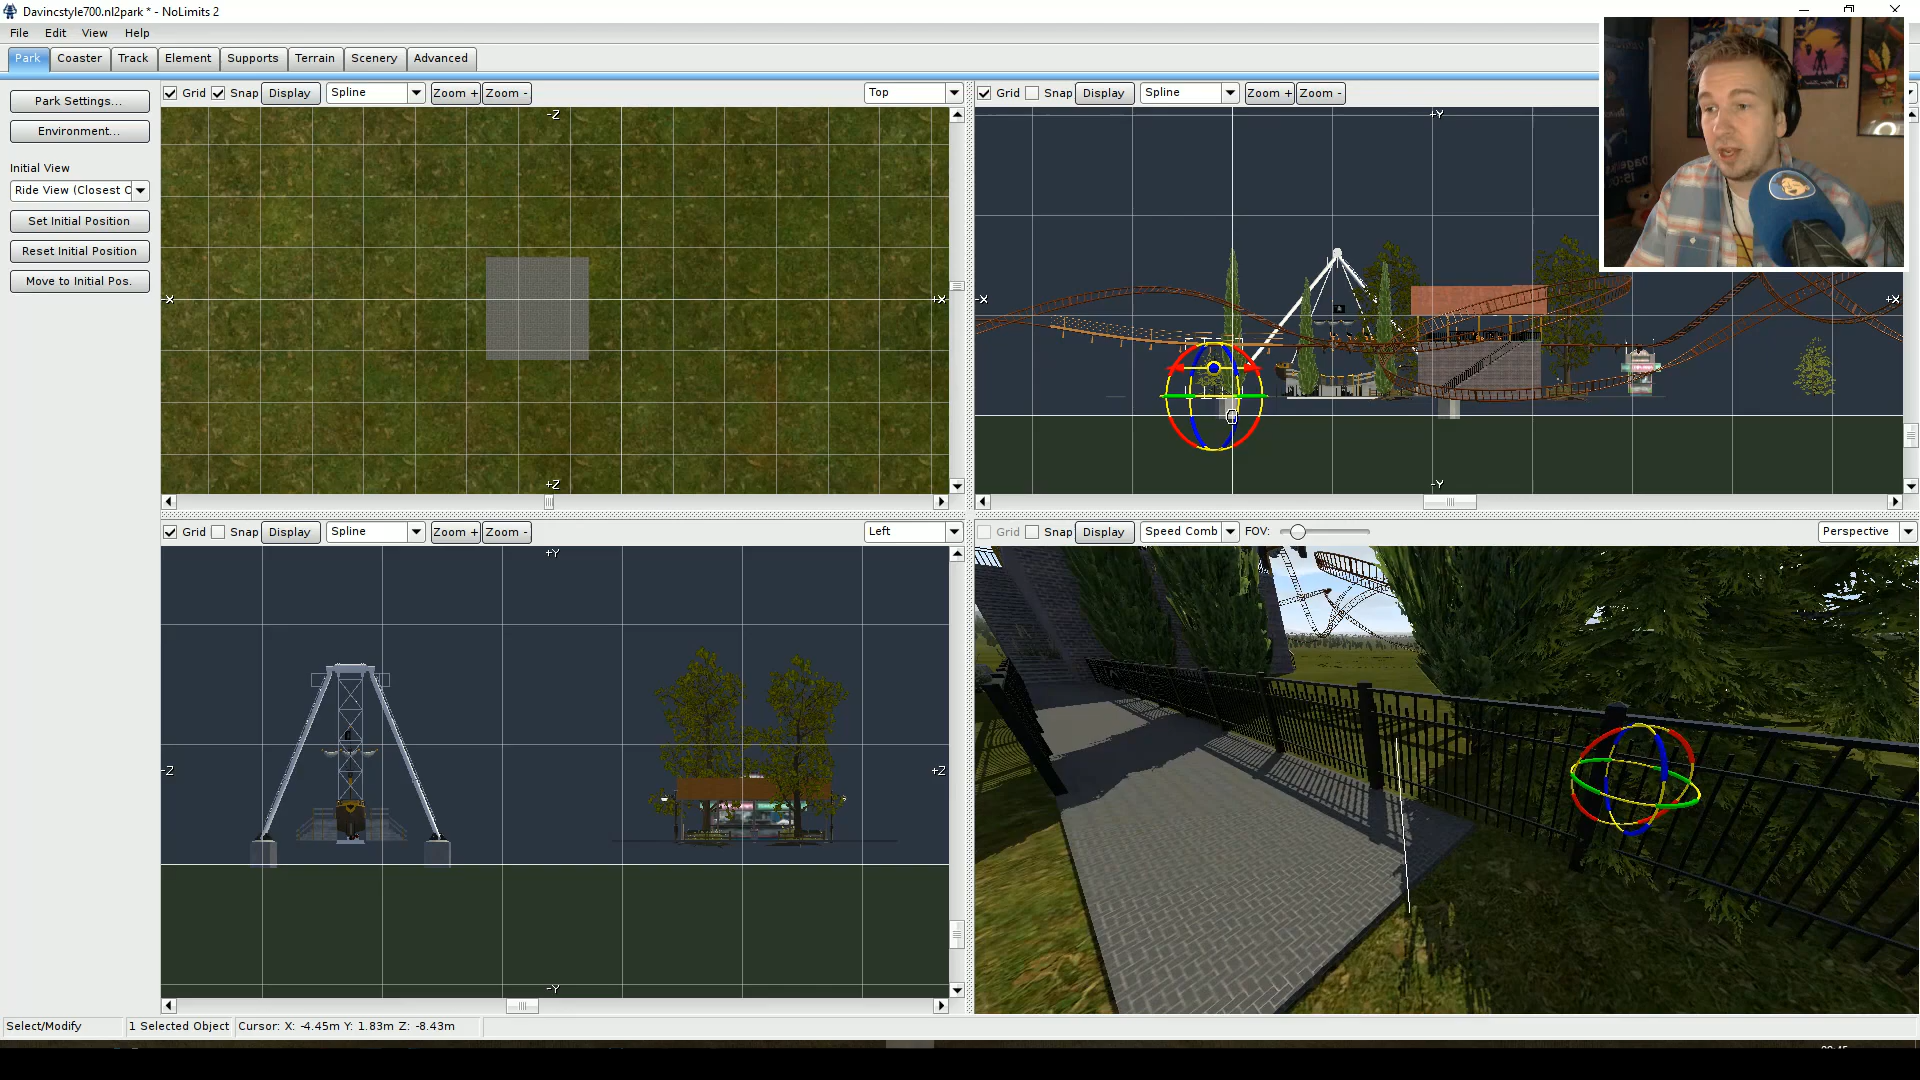 Davincstyle700.nl2park * - NoLimits 2
File Edit View Help
Park Coaster Track Element Supports Terrain Scenery Advanced
Park Settings...
Environment...
Initial View
Ride View (Closest C
Set Initial Position
Reset Initial Position
Move to Initial Pos.
Grid Snap Display Spline Zoom + Zoom - Top
-Z
-X
+X
+Z
Grid Snap Display Spline Zoom + Zoom -
+Y
-X
+X
-Y
Grid Snap Display Spline Zoom + Zoom - Left
+Y
-Z
+Z
-Y
Grid Snap Display Speed Comb FOV: Perspective
Select/Modify 1 Selected Object Cursor: X: -4.45m Y: 1.83m Z: -8.43m